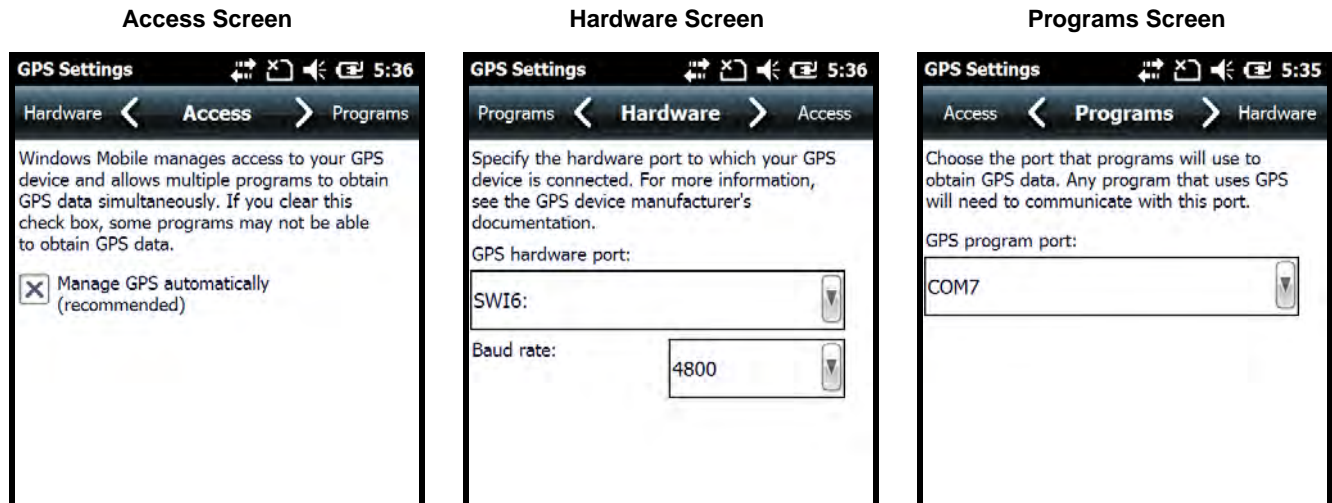 Access Screen
GPS Settings 5:36
Hardware Access Programs
Windows Mobile manages access to your GPS
device and allows multiple programs to obtain
GPS data simultaneously. If you clear this
check box, some programs may not be able
to obtain GPS data.
Manage GPS automatically
(recommended)
Hardware Screen
GPS Settings 5:36
Programs Hardware Access
Specify the hardware port to which your GPS
device is connected. For more information,
see the GPS device manufacturer's
documentation.
GPS hardware port:
SWI6:
Baud rate:
4800
Programs Screen
GPS Settings 5:35
Access Programs Hardware
Choose the port that programs will use to
obtain GPS data. Any program that uses GPS
will need to communicate with this port.
GPS program port:
COM7